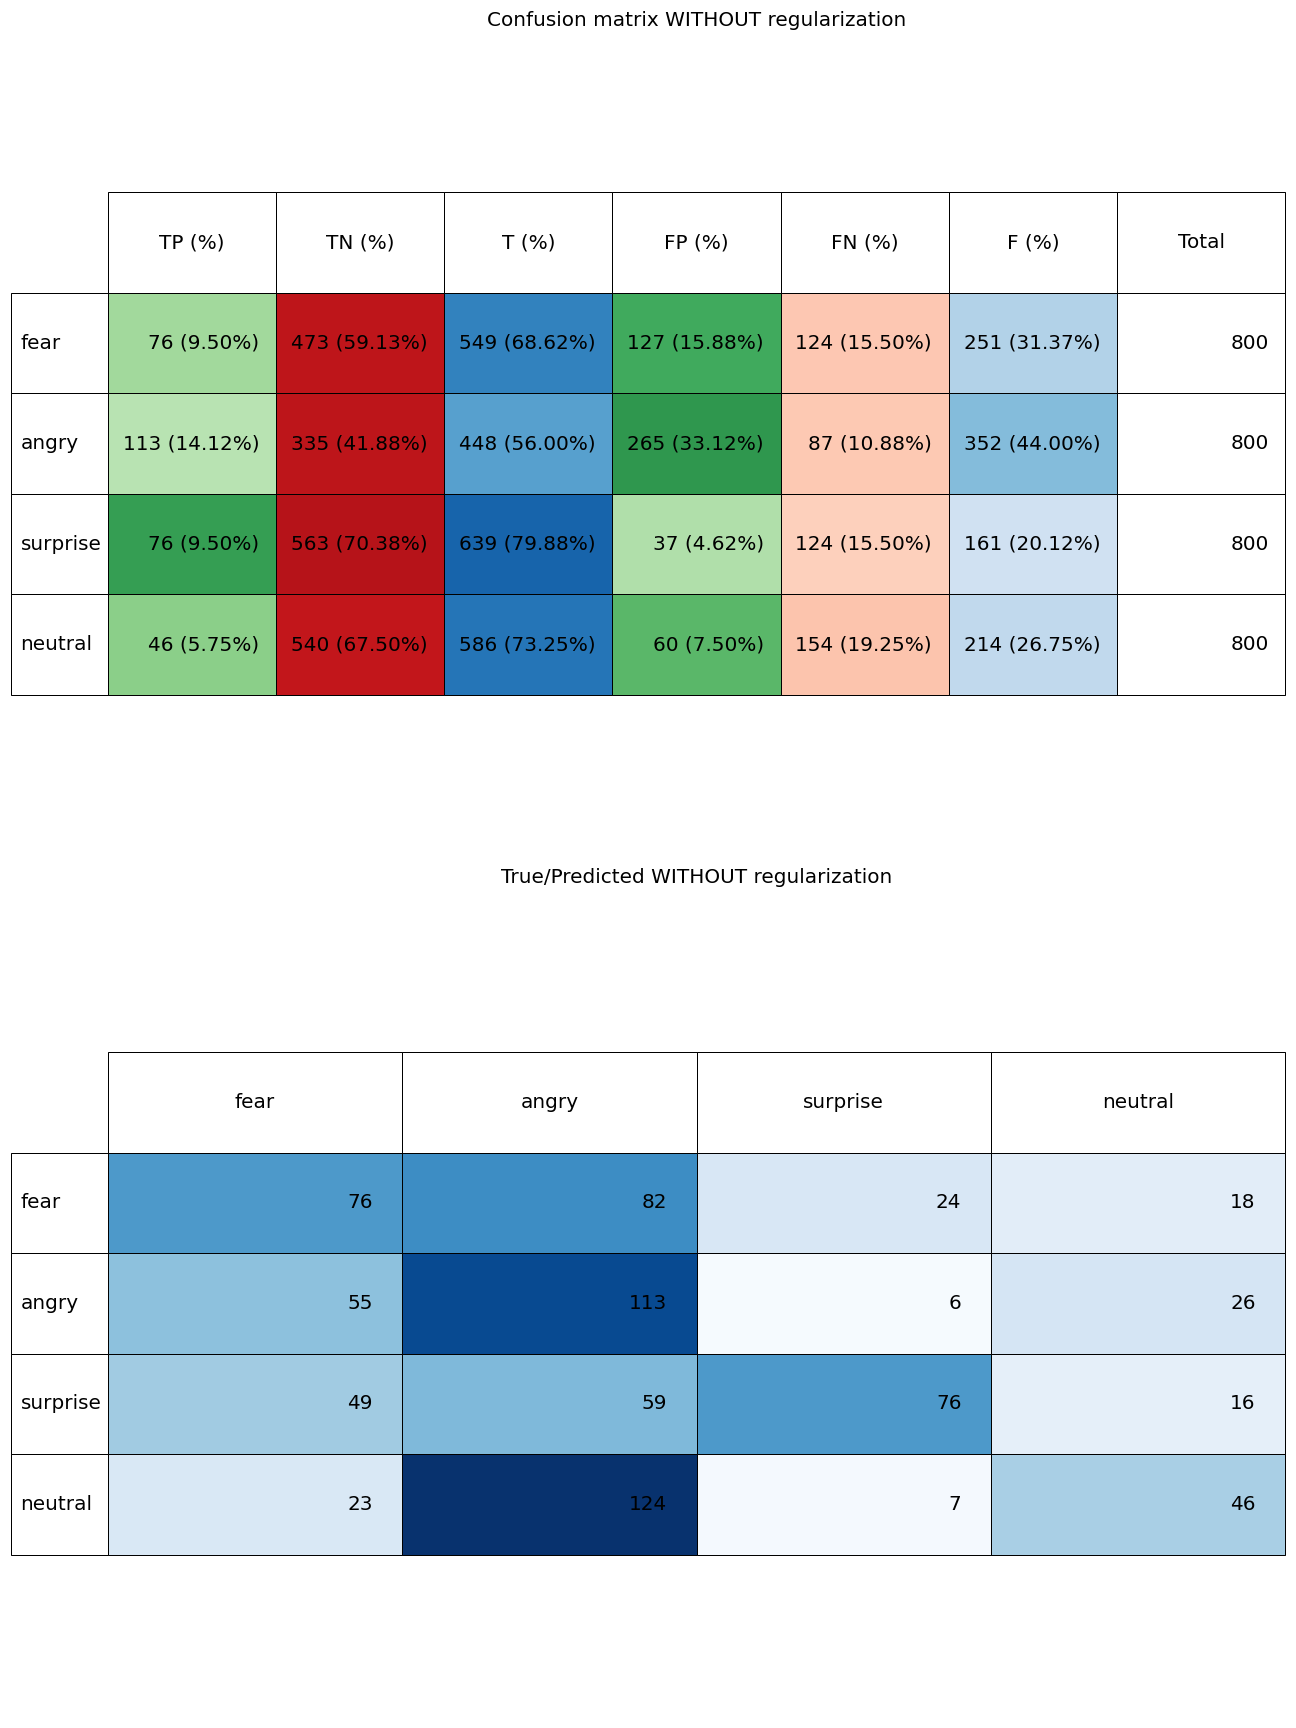 Confusion matrix WITHOUT regularization
TP (%) TN (%) T (%) FP (%) FN (%) F (%) Total
fear 76 (9.50%) 473 (59.13%) 549 (68.62%) 127 (15.88%) 124 (15.50%) 251 (31.37%) 800
angry 113 (14.12%) 335 (41.88%) 448 (56.00%) 265 (33.12%) 87 (10.88%) 352 (44.00%) 800
surprise 76 (9.50%) 563 (70.38%) 639 (79.88%) 37 (4.62%) 124 (15.50%) 161 (20.12%) 800
neutral 46 (5.75%) 540 (67.50%) 586 (73.25%) 60 (7.50%) 154 (19.25%) 214 (26.75%) 800
True/Predicted WITHOUT regularization
fear angry surprise neutral
fear 76 82 24 18
angry 55 113 6 26
surprise 49 59 76 16
neutral 23 124 7 46